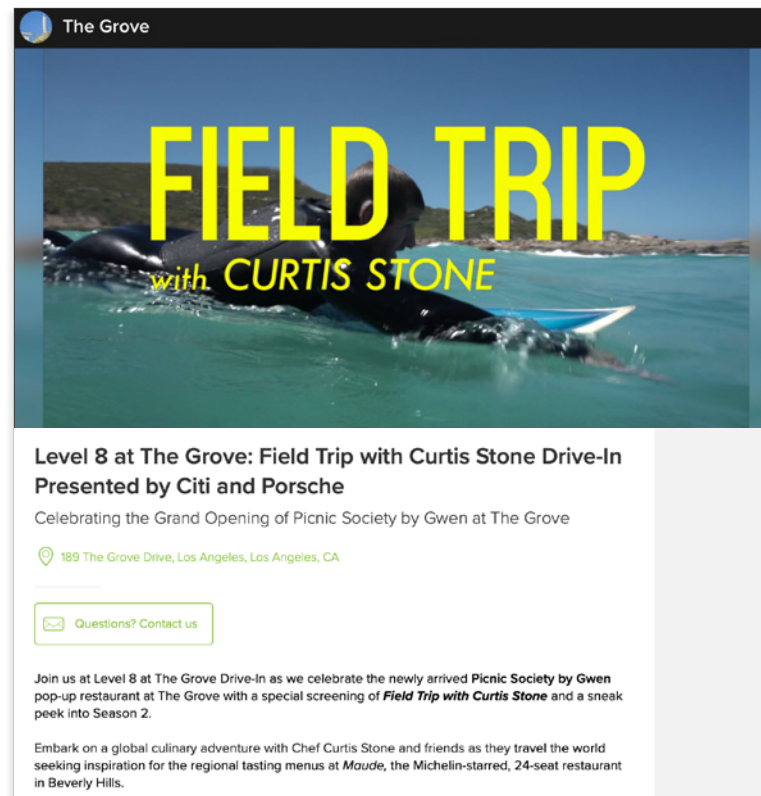 The Grove
FIELD TRIP
with CURTIS STONE
Level 8 at The Grove: Field Trip with Curtis Stone Drive-In
Presented by Citi and Porsche
Celebrating the Grand Opening of Picnic Society by Gwen at The Grove
189 The Grove Drive, Los Angeles, Los Angeles, CA
Questions? Contact us
Join us at Level 8 at The Grove Drive-In as we celebrate the newly arrived Picnic Society by Gwen
pop-up restaurant at The Grove with a special screening of Field Trip with Curtis Stone and a sneak
peek into Season 2.
Embark on a global culinary adventure with Chef Curtis Stone and friends as they travel the world
seeking inspiration for the regional tasting menus at Maude, the Michelin-starred, 24-seat restaurant
in Beverly Hills.